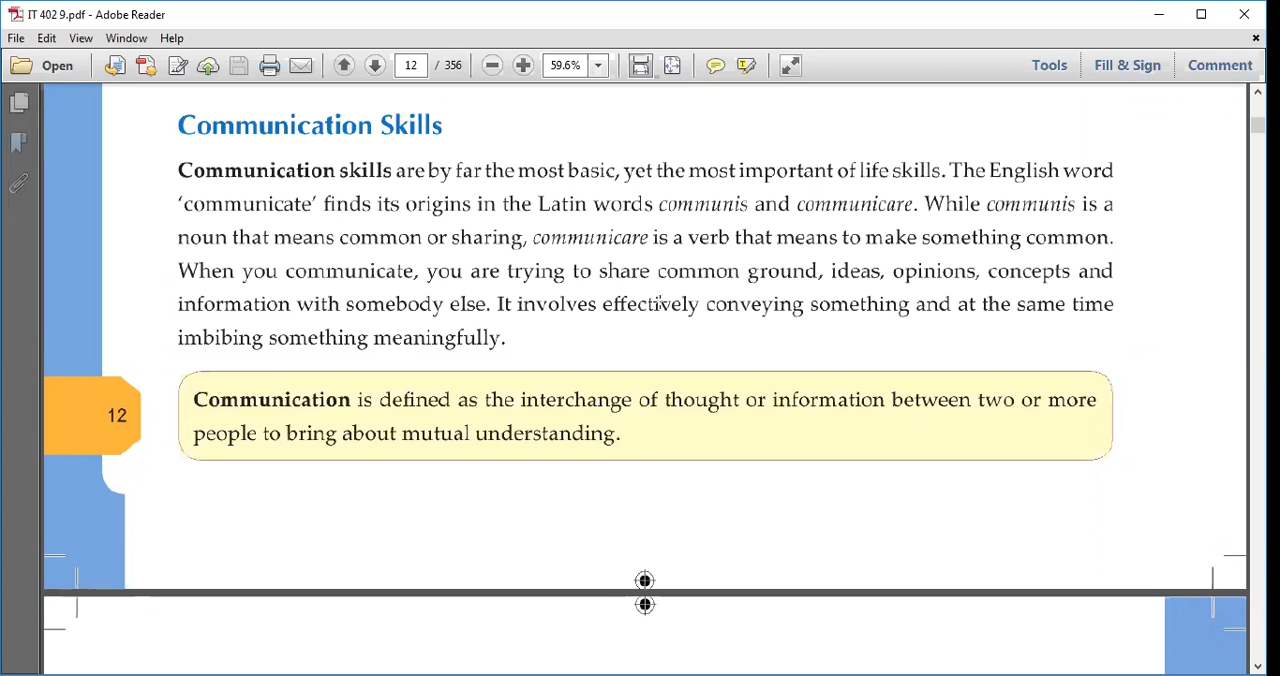 IT 402 9.pdf - Adobe Reader
File Edit View Window Help
Open 12 / 356 59.6% Tools Fill & Sign Comment
Communication Skills
Communication skills are by far the most basic, yet the most important of life skills. The English word
‘communicate’ finds its origins in the Latin words communis and communicare. While communis is a
noun that means common or sharing, communicare is a verb that means to make something common.
When you communicate, you are trying to share common ground, ideas, opinions, concepts and
information with somebody else. It involves effectively conveying something and at the same time
imbibing something meaningfully.
Communication is defined as the interchange of thought or information between two or more
people to bring about mutual understanding.
12